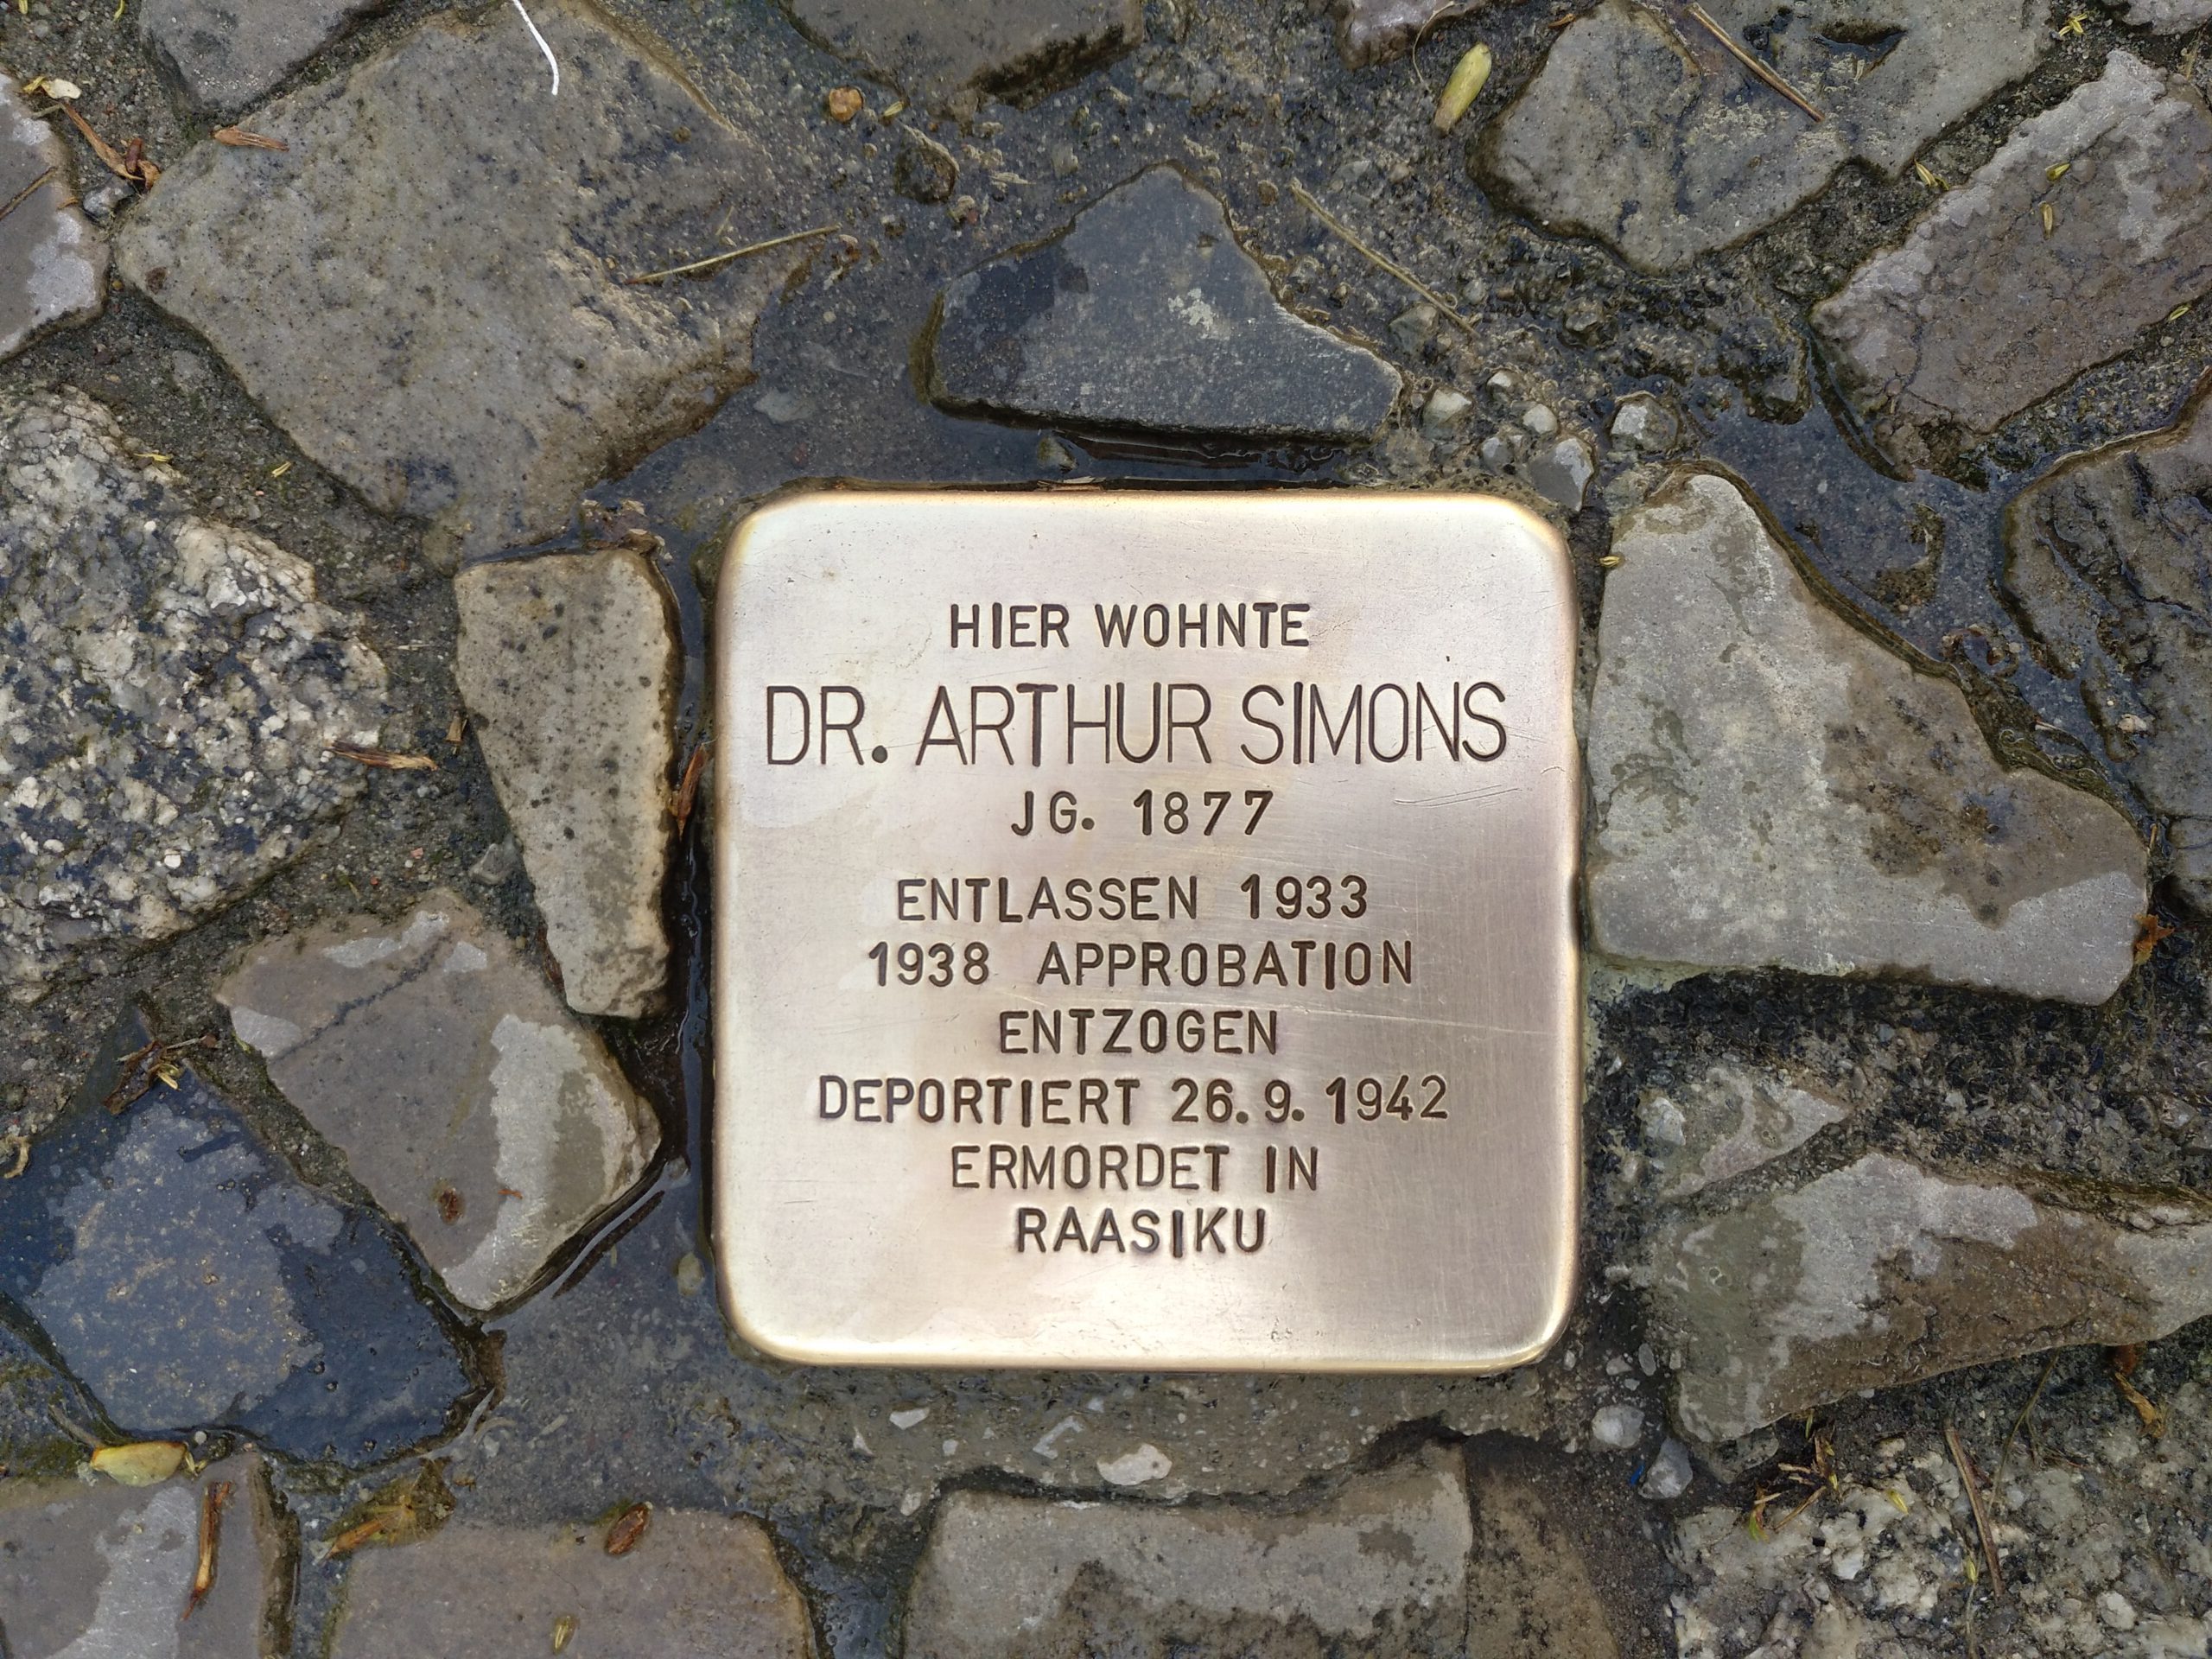 HIER WOHNTE
DR. ARTHUR SIMONS
JG. 1877
ENTLASSEN 1933
1938 APPROBATION
ENTZOGEN
DEPORTIERT 26.9.1942
ERMORDET IN
RAASIKU